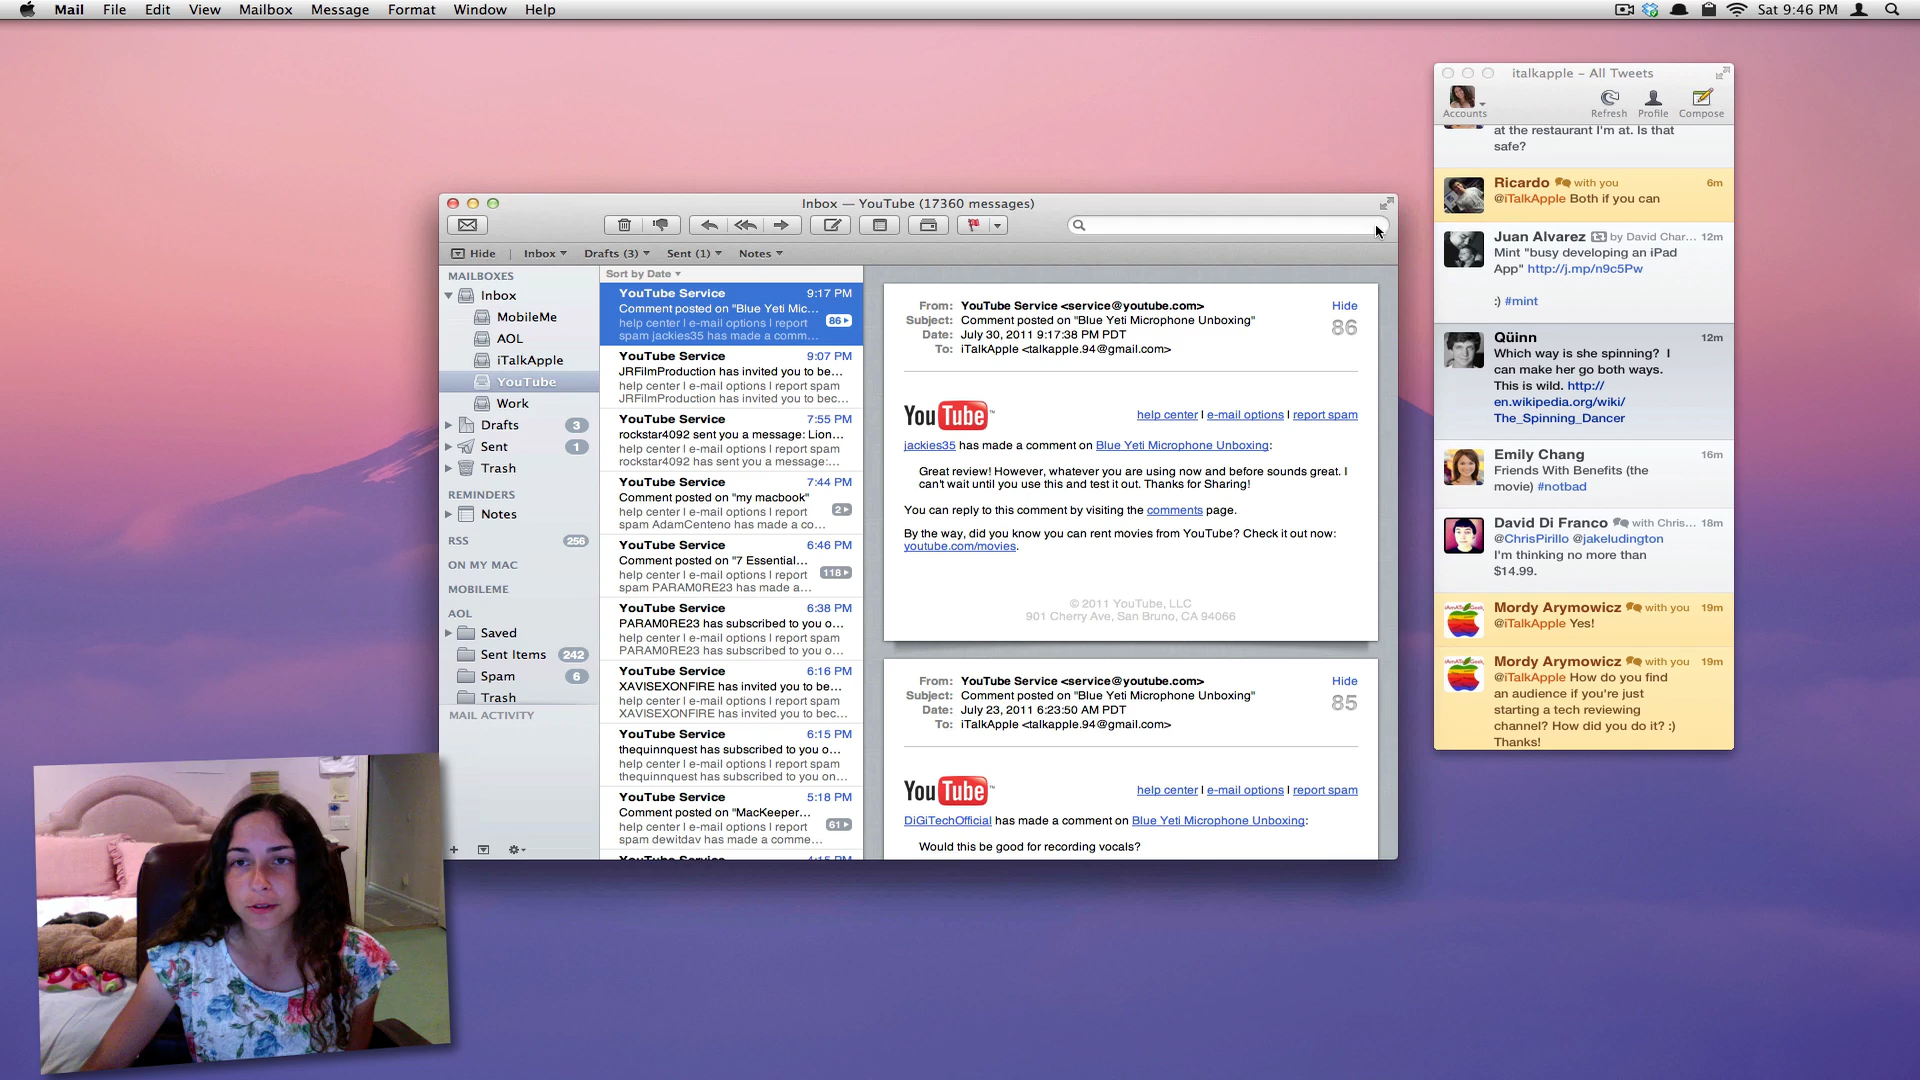 Mail File Edit View Mailbox Message Format Window Help
Sat 9:46 PM
Inbox — YouTube (17360 messages)
Hide Inbox Drafts (3) Sent (1) Notes
MAILBOXES
Inbox
MobileMe
AOL
iTalkApple
YouTube
Work
Drafts 3
Sent 1
Trash
REMINDERS
Notes
RSS 256
ON MY MAC
MOBILEME
AOL
Saved
Sent Items 242
Spam 6
Trash
MAIL ACTIVITY
Sort by Date
YouTube Service 9:17 PM
Comment posted on "Blue Yeti Mic...
help center | e-mail options | report 86
spam jackies35 has made a comm...
YouTube Service 9:07 PM
JRFilmProduction has invited you to be...
help center | e-mail options | report spam
JRFilmProduction has invited you to bec...
YouTube Service 7:55 PM
rockstar4092 sent you a message: Lion...
help center | e-mail options | report spam
rockstar4092 has sent you a message:...
YouTube Service 7:44 PM
Comment posted on "my macbook"
help center | e-mail options | report 2
spam AdamCenteno has made a co...
YouTube Service 6:46 PM
Comment posted on "7 Essential...
help center | e-mail options | report 118
spam PARAM0RE23 has made a...
YouTube Service 6:38 PM
PARAM0RE23 has subscribed to you o...
help center | e-mail options | report spam
PARAM0RE23 has subscribed to you o...
YouTube Service 6:16 PM
XAVISEXONFIRE has invited you to be...
help center | e-mail options | report spam
XAVISEXONFIRE has invited you to bec...
YouTube Service 6:15 PM
thequinnquest has subscribed to you o...
help center | e-mail options | report spam
thequinnquest has subscribed to you on...
YouTube Service 5:18 PM
Comment posted on "MacKeeper...
help center | e-mail options | report 61
spam dewitdav has made a comme...
From: YouTube Service <service@youtube.com> Hide
Subject: Comment posted on "Blue Yeti Microphone Unboxing" 86
Date: July 30, 2011 9:17:38 PM PDT
To: iTalkApple <talkapple.94@gmail.com>
YouTube help center | e-mail options | report spam
jackies35 has made a comment on Blue Yeti Microphone Unboxing:
Great review! However, whatever you are using now and before sounds great. I
can't wait until you use this and test it out. Thanks for Sharing!
You can reply to this comment by visiting the comments page.
By the way, did you know you can rent movies from YouTube? Check it out now:
youtube.com/movies.
© 2011 YouTube, LLC
901 Cherry Ave, San Bruno, CA 94066
From: YouTube Service <service@youtube.com> Hide
Subject: Comment posted on "Blue Yeti Microphone Unboxing" 85
Date: July 23, 2011 6:23:50 AM PDT
To: iTalkApple <talkapple.94@gmail.com>
YouTube help center | e-mail options | report spam
DiGiTechOfficial has made a comment on Blue Yeti Microphone Unboxing:
Would this be good for recording vocals?
italkapple – All Tweets
Accounts Refresh Profile Compose
at the restaurant I'm at. Is that
safe?
Ricardo with you 6m
@iTalkApple Both if you can
Juan Alvarez by David Char... 12m
Mint "busy developing an iPad
App" http://j.mp/n9c5Pw
:) #mint
Qüinn 12m
Which way is she spinning? I
can make her go both ways.
This is wild. http://
en.wikipedia.org/wiki/
The_Spinning_Dancer
Emily Chang 16m
Friends With Benefits (the
movie) #notbad
David Di Franco with Chris... 18m
@ChrisPirillo @jakeludington
I'm thinking no more than
$14.99.
Mordy Arymowicz with you 19m
@iTalkApple Yes!
Mordy Arymowicz with you 19m
@iTalkApple How do you find
an audience if you're just
starting a tech reviewing
channel? How did you do it? :)
Thanks!